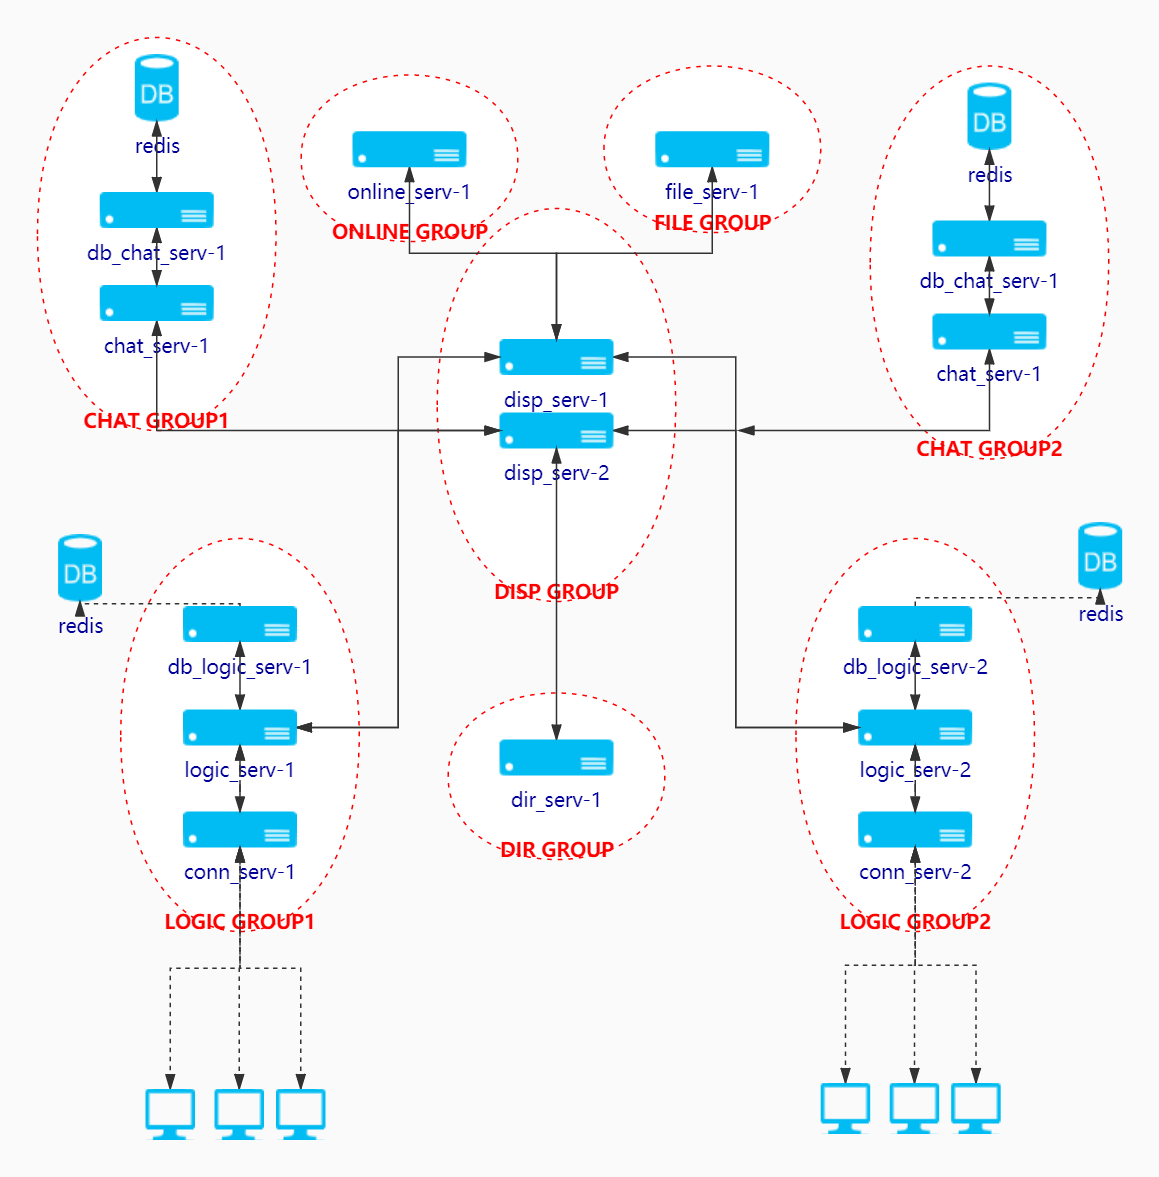 DB
redis
db_chat_serv-1
chat_serv-1
CHAT GROUP1
online_serv-1
ONLINE GROUP
file_serv-1
FILE GROUP
DB
redis
db_chat_serv-1
chat_serv-1
CHAT GROUP2
disp_serv-1
disp_serv-2
DISP GROUP
DB
redis
db_logic_serv-1
logic_serv-1
conn_serv-1
LOGIC GROUP1
dir_serv-1
DIR GROUP
DB
redis
db_logic_serv-2
logic_serv-2
conn_serv-2
LOGIC GROUP2